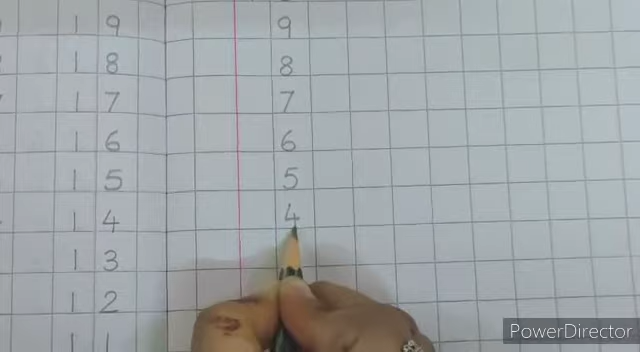 1 9 9
1 8 8
1 7 7
1 6 6
1 5 5
1 4 4
1 3
1 2
1 1
PowerDirector